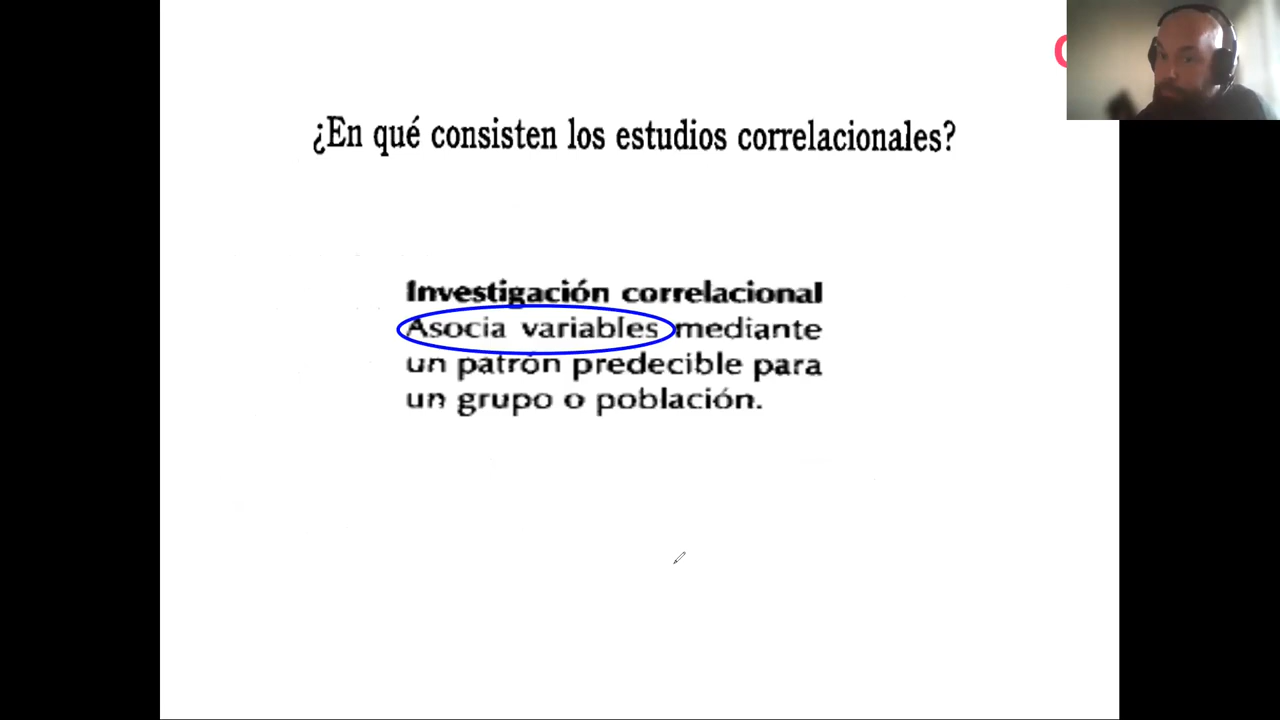 ¿En qué consisten los estudios correlacionales?
Investigación correlacional
Asocia variables mediante
un patrón predecible para
un grupo o población.